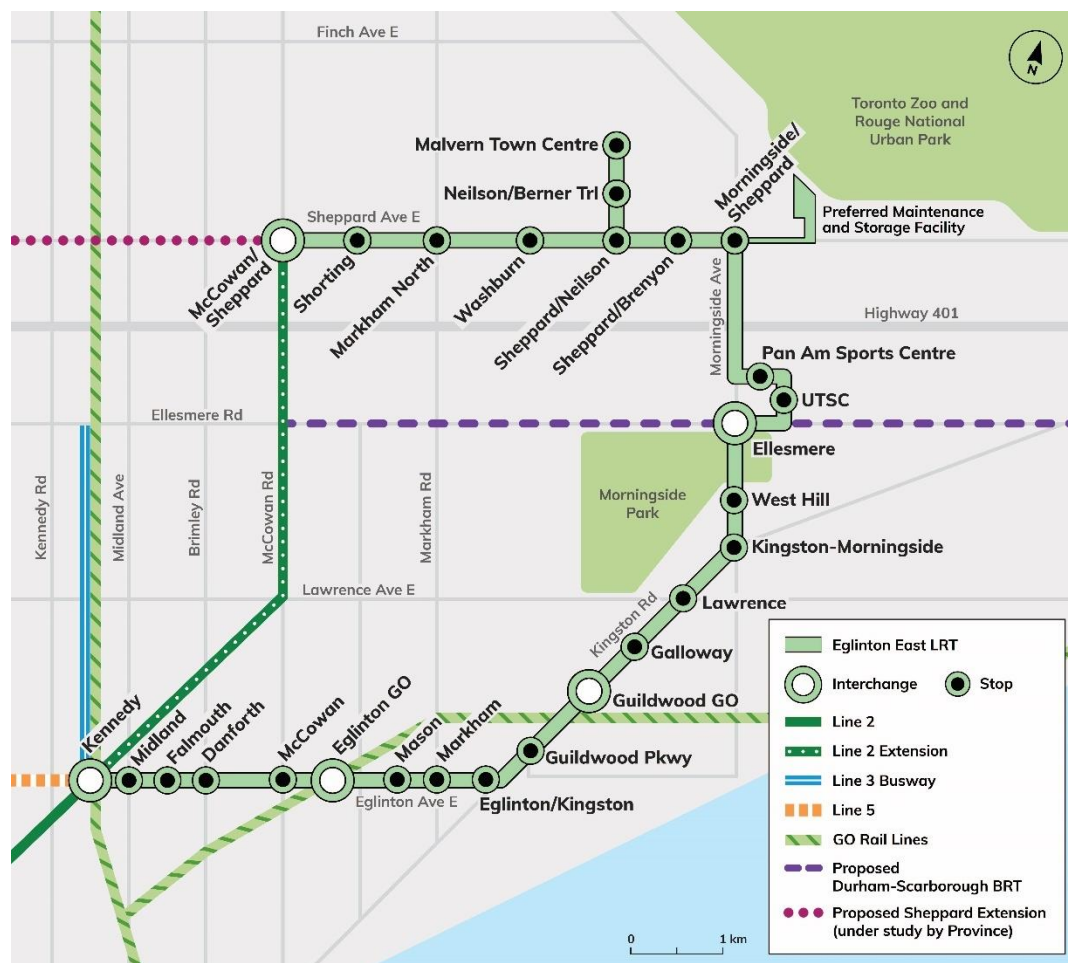 Finch Ave E
N
Toronto Zoo and
Rouge National
Urban Park
Malvern Town Centre
Neilson/Berner Trl
Morningside/
Sheppard
Preferred Maintenance
and Storage Facility
Sheppard Ave E
McCowan/
Sheppard
Shorting
Markham North
Washburn
Sheppard/Neilson
Sheppard/Brenyon
Morningside Ave
Highway 401
Pan Am Sports Centre
UTSC
Ellesmere Rd
Ellesmere
Kennedy Rd
Midland Ave
Brimley Rd
McCowan Rd
Markham Rd
Morningside
Park
West Hill
Kingston-Morningside
Lawrence Ave E
Lawrence
Kingston Rd
Galloway
Guildwood GO
Guildwood Pkwy
Kennedy
Midland
Falmouth
Danforth
McCowan
Eglinton GO
Mason
Markham
Eglinton Ave E
Eglinton/Kingston
Eglinton East LRT
Interchange
Stop
Line 2
Line 2 Extension
Line 3 Busway
Line 5
GO Rail Lines
Proposed
Durham-Scarborough BRT
Proposed Sheppard Extension
(under study by Province)
0 1 km